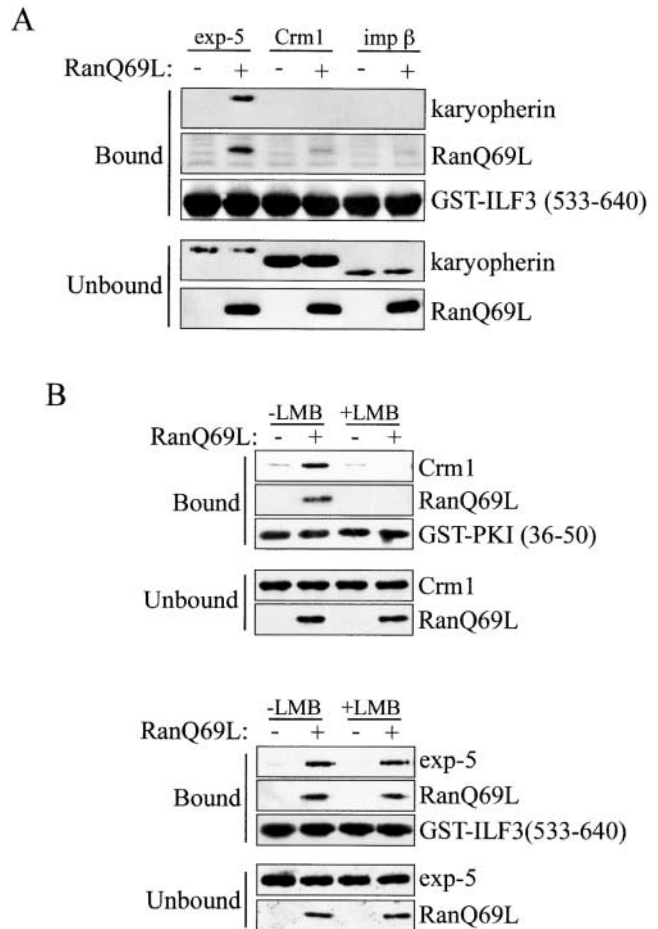 A
exp-5 Crm1 imp β
RanQ69L: - + - + - +
Bound
karyopherin
RanQ69L
GST-ILF3 (533-640)
Unbound
karyopherin
RanQ69L
B
-LMB +LMB
RanQ69L: - + - +
Bound
Crm1
RanQ69L
GST-PKI (36-50)
Unbound
Crm1
RanQ69L
-LMB +LMB
RanQ69L: - + - +
Bound
exp-5
RanQ69L
GST-ILF3(533-640)
Unbound
exp-5
RanQ69L